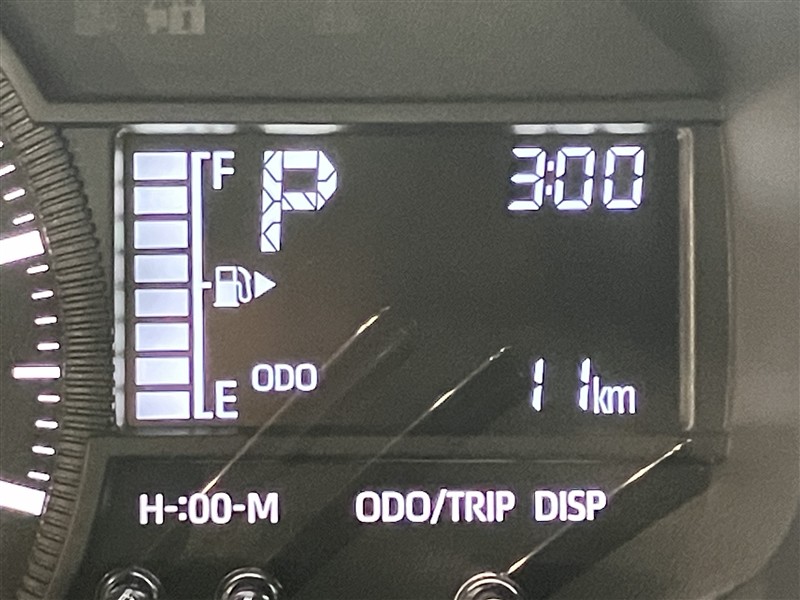 F
P
3:00
E
ODO
11km
H-:00-M
ODO/TRIP DISP